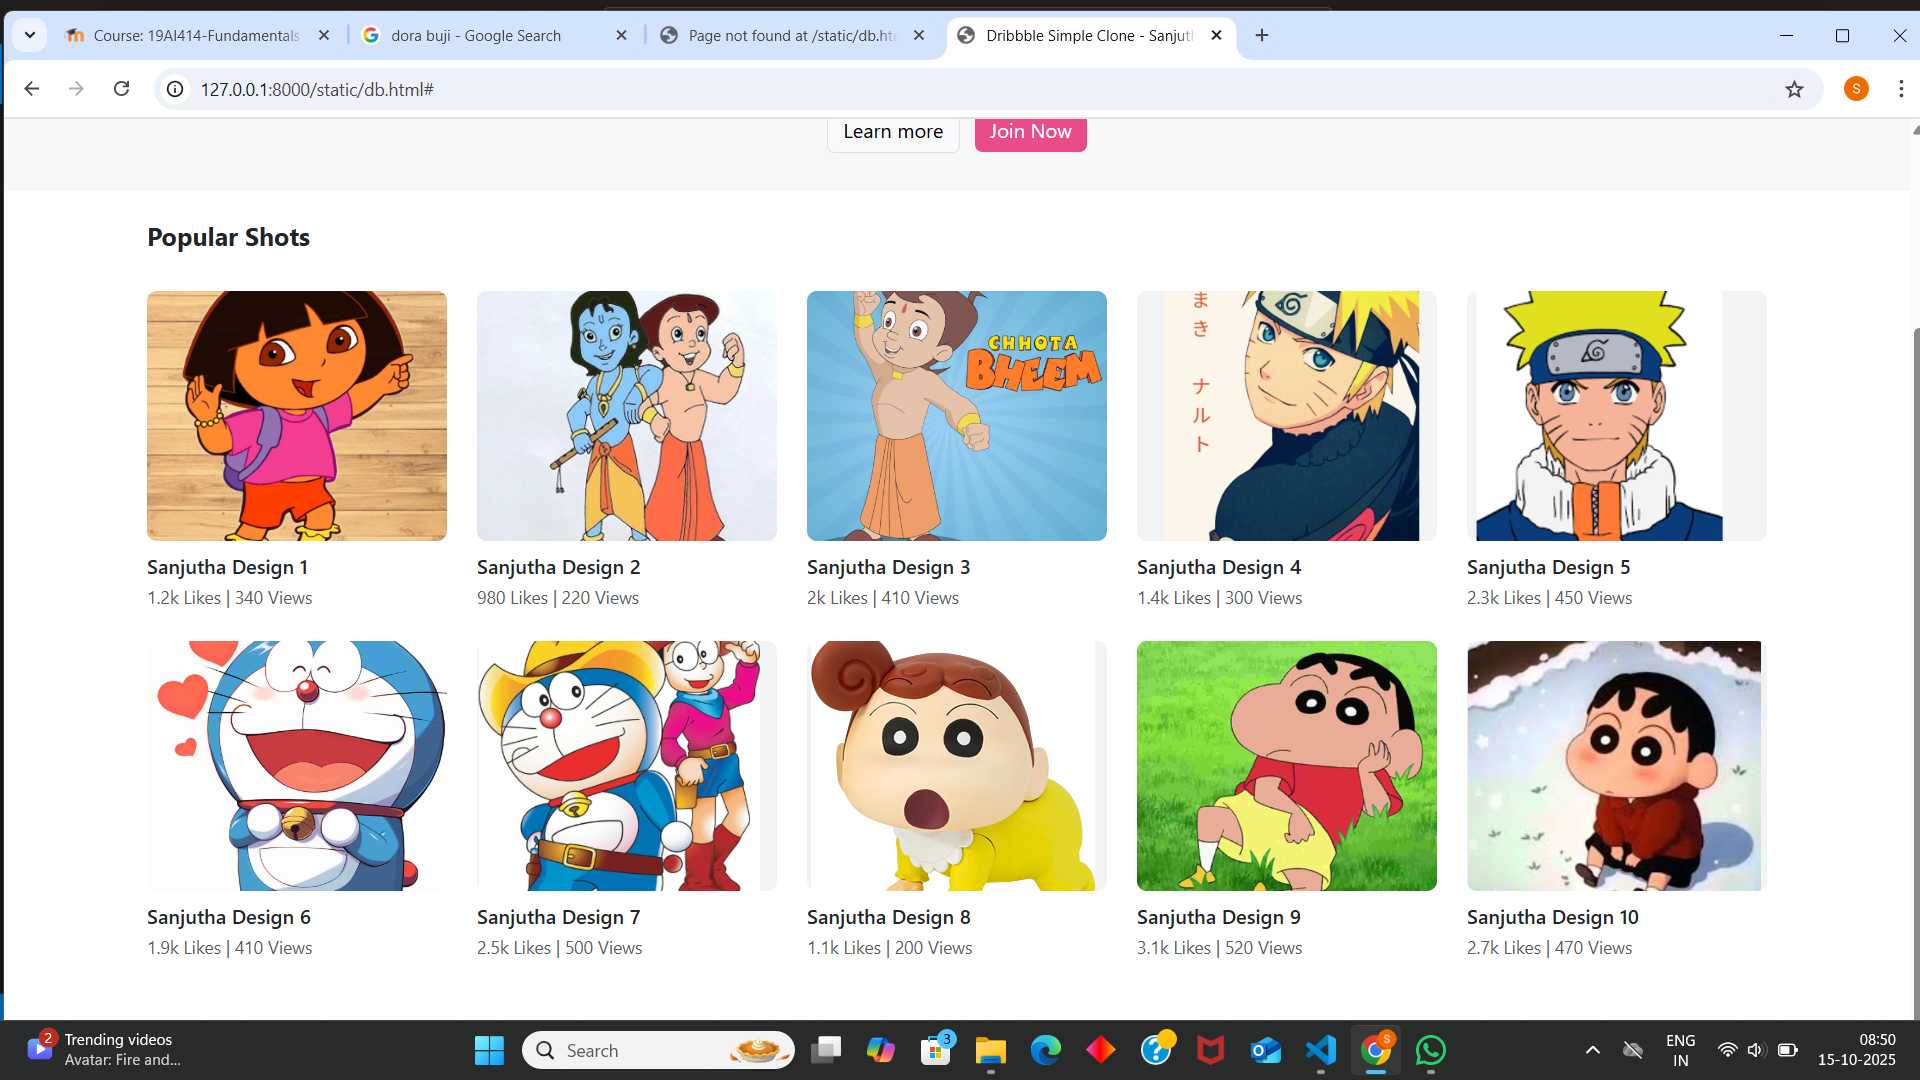 Course: 19AI414-Fundamentals
dora buji - Google Search
Page not found at /static/db.htm
Dribbble Simple Clone - Sanjuth
127.0.0.1:8000/static/db.html#
S
Learn more
Join Now
Popular Shots
CHHOTA
BHEEM
まき ナルト
Sanjutha Design 1
1.2k Likes | 340 Views
Sanjutha Design 2
980 Likes | 220 Views
Sanjutha Design 3
2k Likes | 410 Views
Sanjutha Design 4
1.4k Likes | 300 Views
Sanjutha Design 5
2.3k Likes | 450 Views
Sanjutha Design 6
1.9k Likes | 410 Views
Sanjutha Design 7
2.5k Likes | 500 Views
Sanjutha Design 8
1.1k Likes | 200 Views
Sanjutha Design 9
3.1k Likes | 520 Views
Sanjutha Design 10
2.7k Likes | 470 Views
2
Trending videos
Avatar: Fire and...
Search
3
S
ENG
IN
08:50
15-10-2025